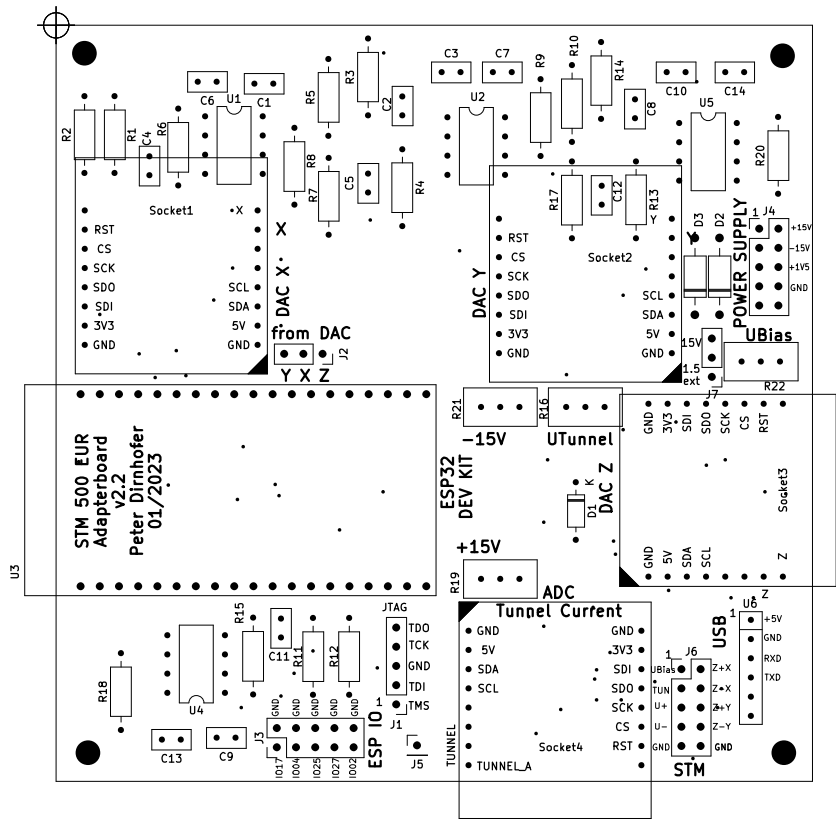 C3
C7
R9
R10
R14
C10
C14
C6
U1
C1
R5
R3
C2
U2
C8
U5
R2
R1
C4
R6
R8
R7
C5
R4
R17
C12
R13
R20
Socket1
X
RST
CS
SCK
SDO
SDI
3V3
GND
SCL
SDA
5V
GND
X
DAC X
from DAC
Y X Z
J2
DAC Y
Y
RST
CS
SCK
SDO
SDI
3V3
GND
Socket2
SCL
SDA
5V
GND
D3
D2
Y
POWER SUPPLY
1
J4
+15V
-15V
+1V5
GND
UBias
15V
1.5
ext
J7
R22
R21
-15V
R16
UTunnel
STM 500 EUR
Adapterboard
v2.2
Peter Dirnhofer
01/2023
U3
ESP32
DEV KIT
K
D1
DAC Z
GND
3V3
SDI
SDO
SCK
CS
RST
Socket3
GND
5V
SDA
SCL
Z
+15V
R19
ADC
Tunnel Current
GND
5V
SDA
SCL
GND
3V3
SDI
SDO
SCK
CS
RST
Socket4
TUNNEL
TUNNEL_A
R18
U4
R15
C11
R11
R12
C13
C9
JTAG
TDO
TCK
GND
TDI
TMS
1
J1
J5
GND
GND
GND
GND
GND
J3
IO17
IO04
IO25
IO27
IO02
ESP IO
USB
Z
U6
1
+5V
GND
RXD
TXD
1
J6
UBias
TUN
U+
U-
GND
Z+X
Z-X
Z+Y
Z-Y
GND
STM